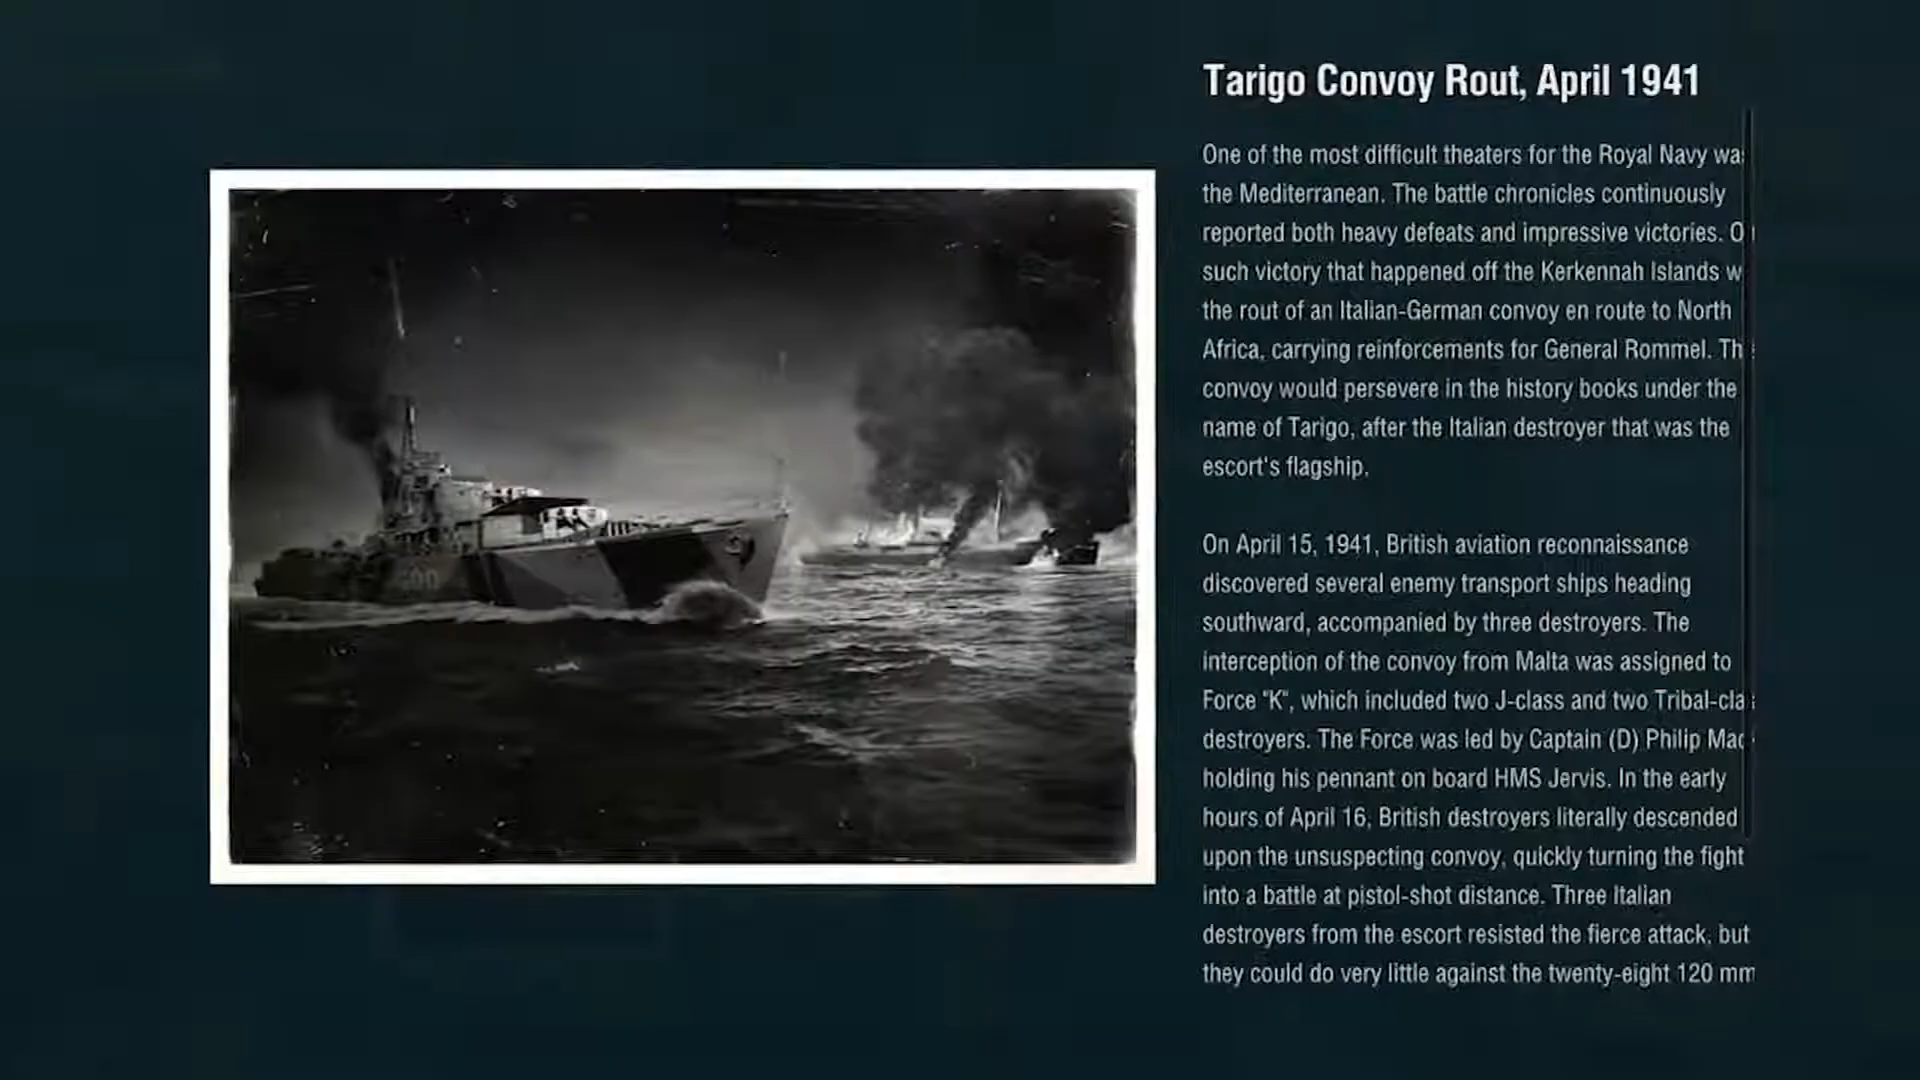 Tarigo Convoy Rout, April 1941
One of the most difficult theaters for the Royal Navy was
the Mediterranean. The battle chronicles continuously
reported both heavy defeats and impressive victories. O
such victory that happened off the Kerkennah Islands w
the rout of an Italian-German convoy en route to North
Africa, carrying reinforcements for General Rommel. Th
convoy would persevere in the history books under the
name of Tarigo, after the Italian destroyer that was the
escort's flagship.
On April 15, 1941, British aviation reconnaissance
discovered several enemy transport ships heading
southward, accompanied by three destroyers. The
interception of the convoy from Malta was assigned to
Force "K", which included two J-class and two Tribal-cla
destroyers. The Force was led by Captain (D) Philip Mac
holding his pennant on board HMS Jervis. In the early
hours of April 16, British destroyers literally descended
upon the unsuspecting convoy, quickly turning the fight
into a battle at pistol-shot distance. Three Italian
destroyers from the escort resisted the fierce attack, but
they could do very little against the twenty-eight 120 mm